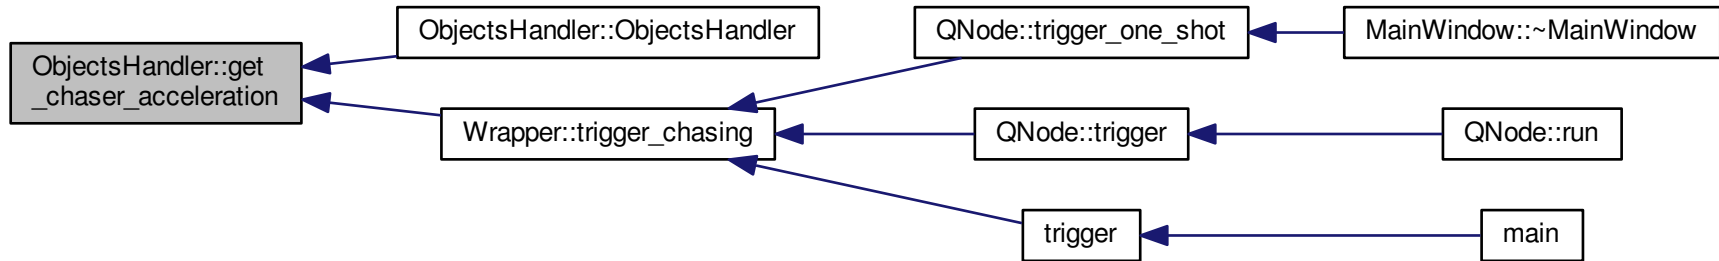 ObjectsHandler::get
_chaser_acceleration
ObjectsHandler::ObjectsHandler
Wrapper::trigger_chasing
QNode::trigger_one_shot
MainWindow::~MainWindow
QNode::trigger
QNode::run
trigger
main